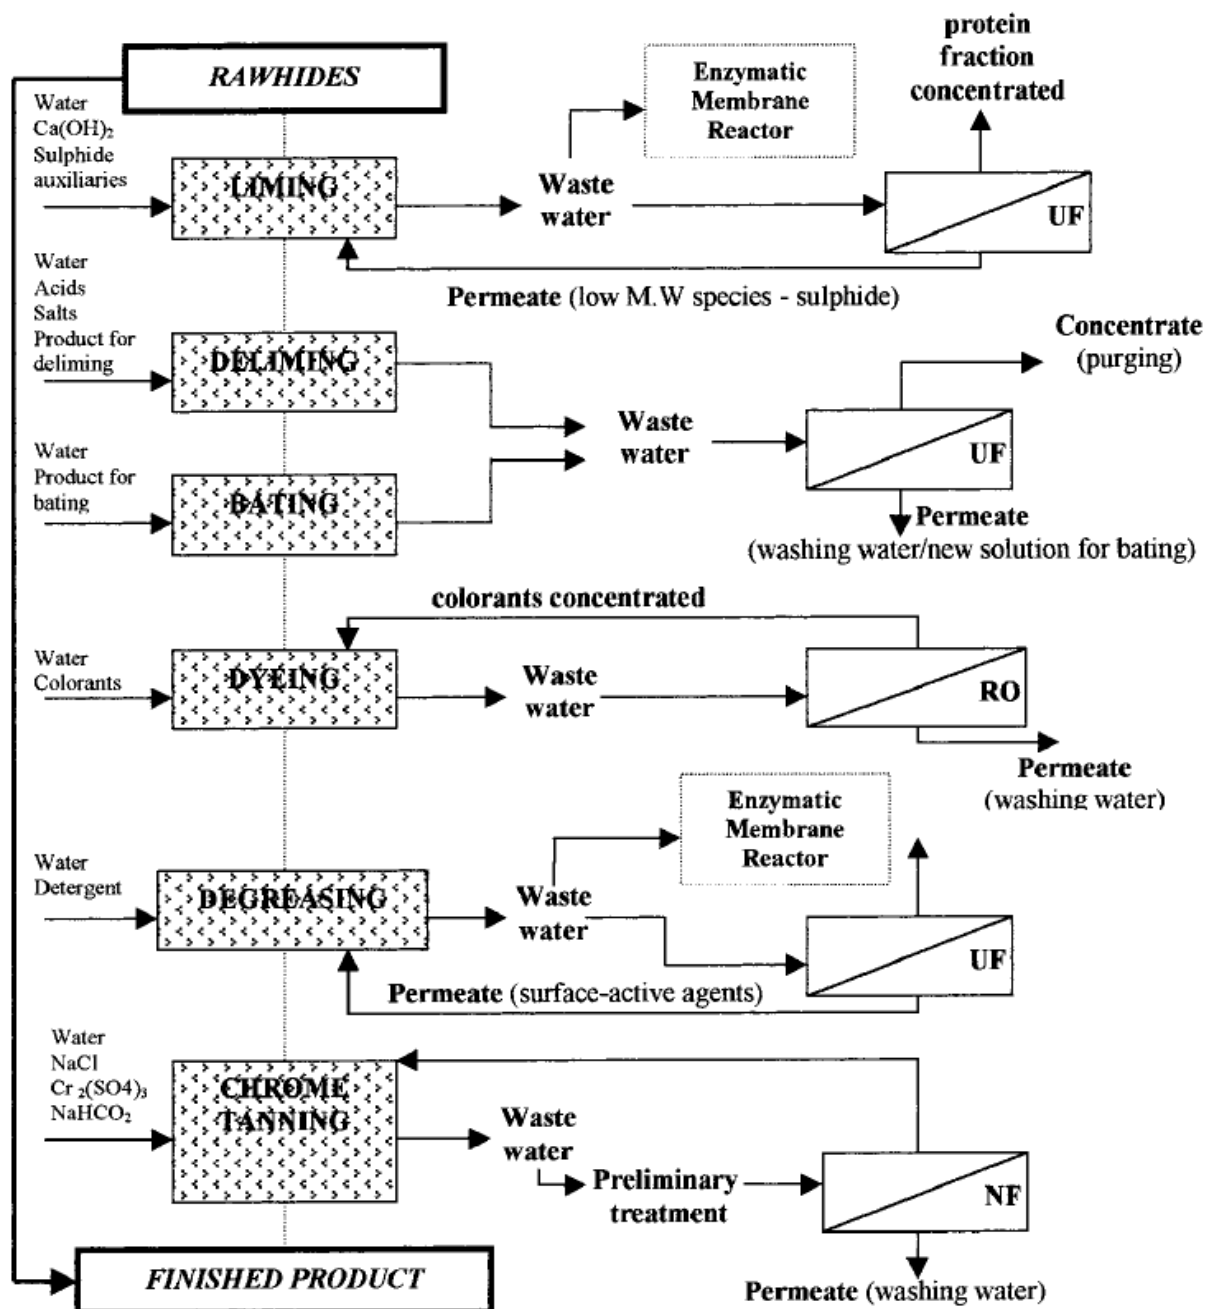 RAWHIDES
Water
Ca(OH)₂
Sulphide
auxiliaries
LIMING
Waste
water
Enzymatic
Membrane
Reactor
protein
fraction
concentrated
UF
Permeate (low M.W species - sulphide)
Water
Acids
Salts
Product for
deliming
DELIMING
Water
Product for
bating
BATING
Waste
water
UF
Concentrate
(purging)
Permeate
(washing water/new solution for bating)
colorants concentrated
Water
Colorants
DYEING
Waste
water
RO
Permeate
(washing water)
Water
Detergent
DEGREASING
Waste
water
Enzymatic
Membrane
Reactor
UF
Permeate (surface-active agents)
Water
NaCl
Cr ₂(SO4)₃
NaHCO₂
CHROME
TANNING
Waste
water
Preliminary
treatment
NF
Permeate (washing water)
FINISHED PRODUCT